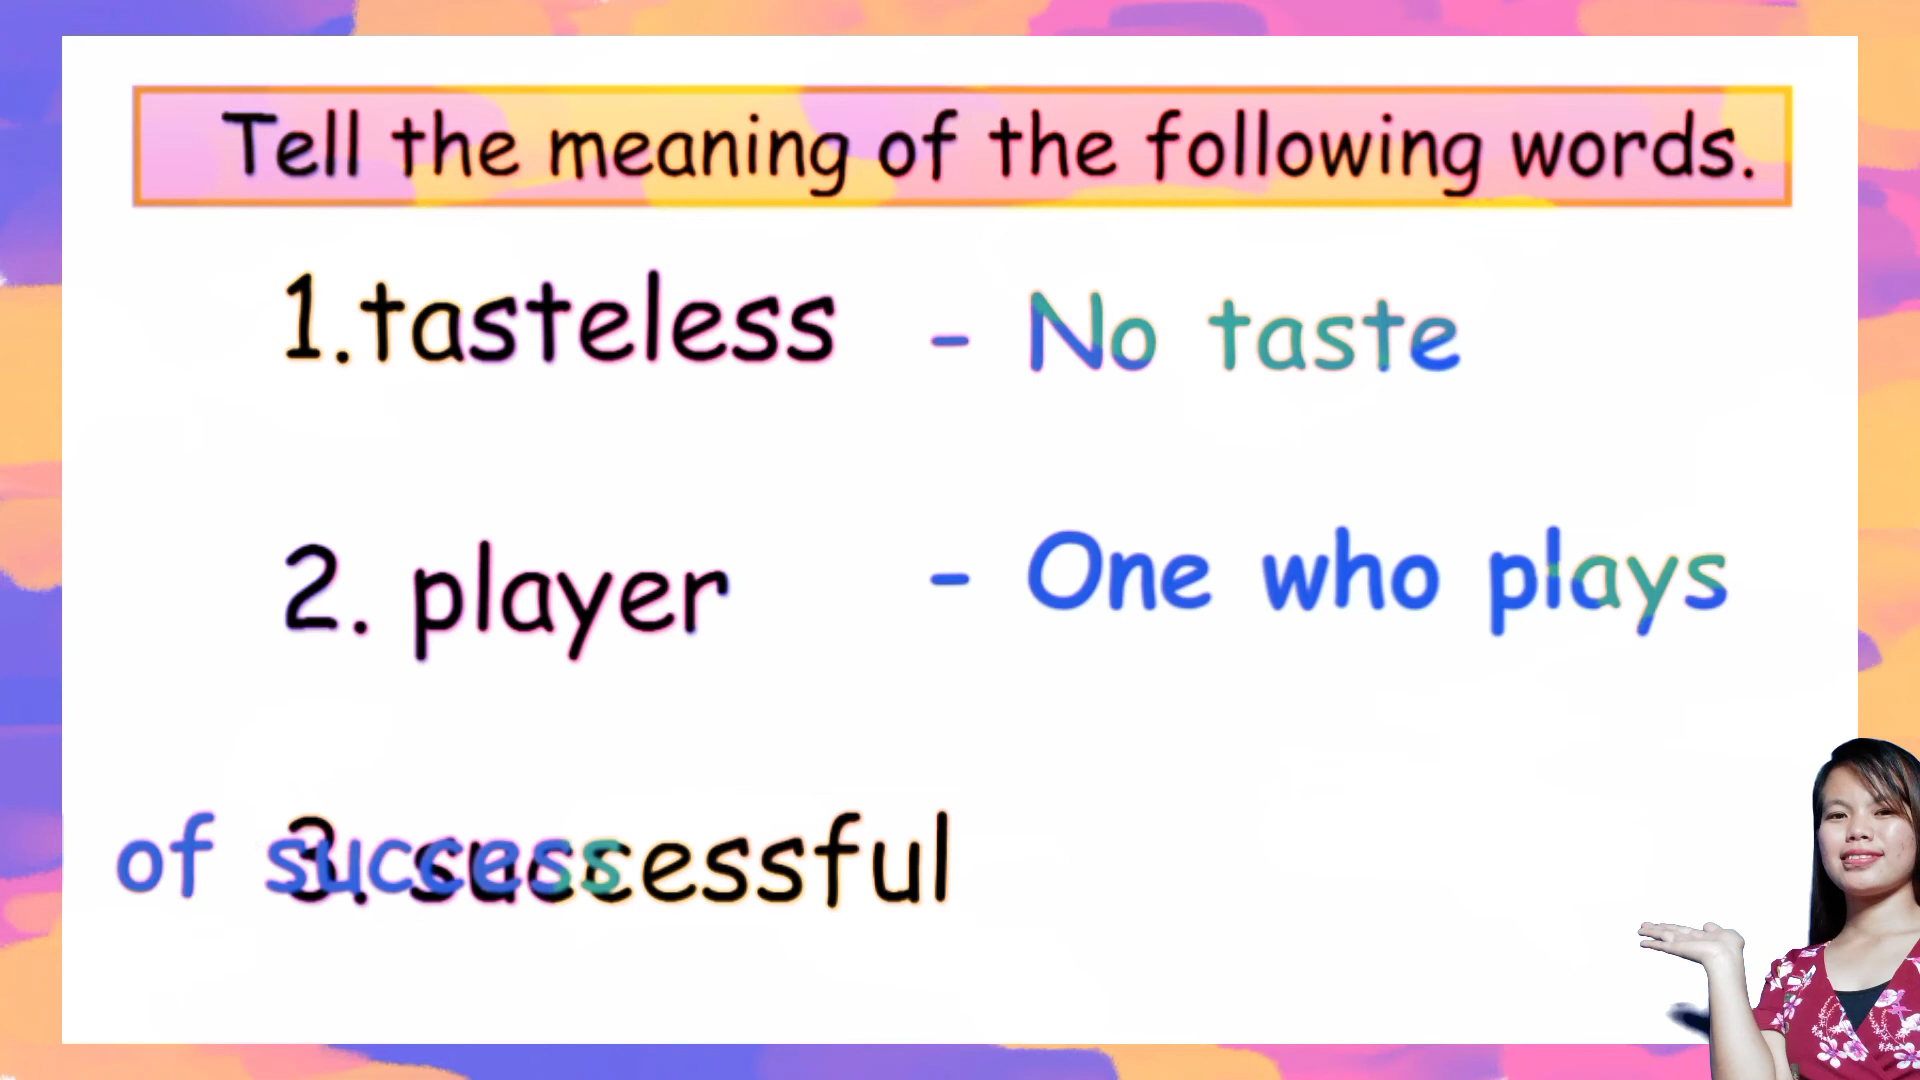 Tell the meaning of the following words.
1.tasteless - No taste
2. player - One who plays
3. successful
of success